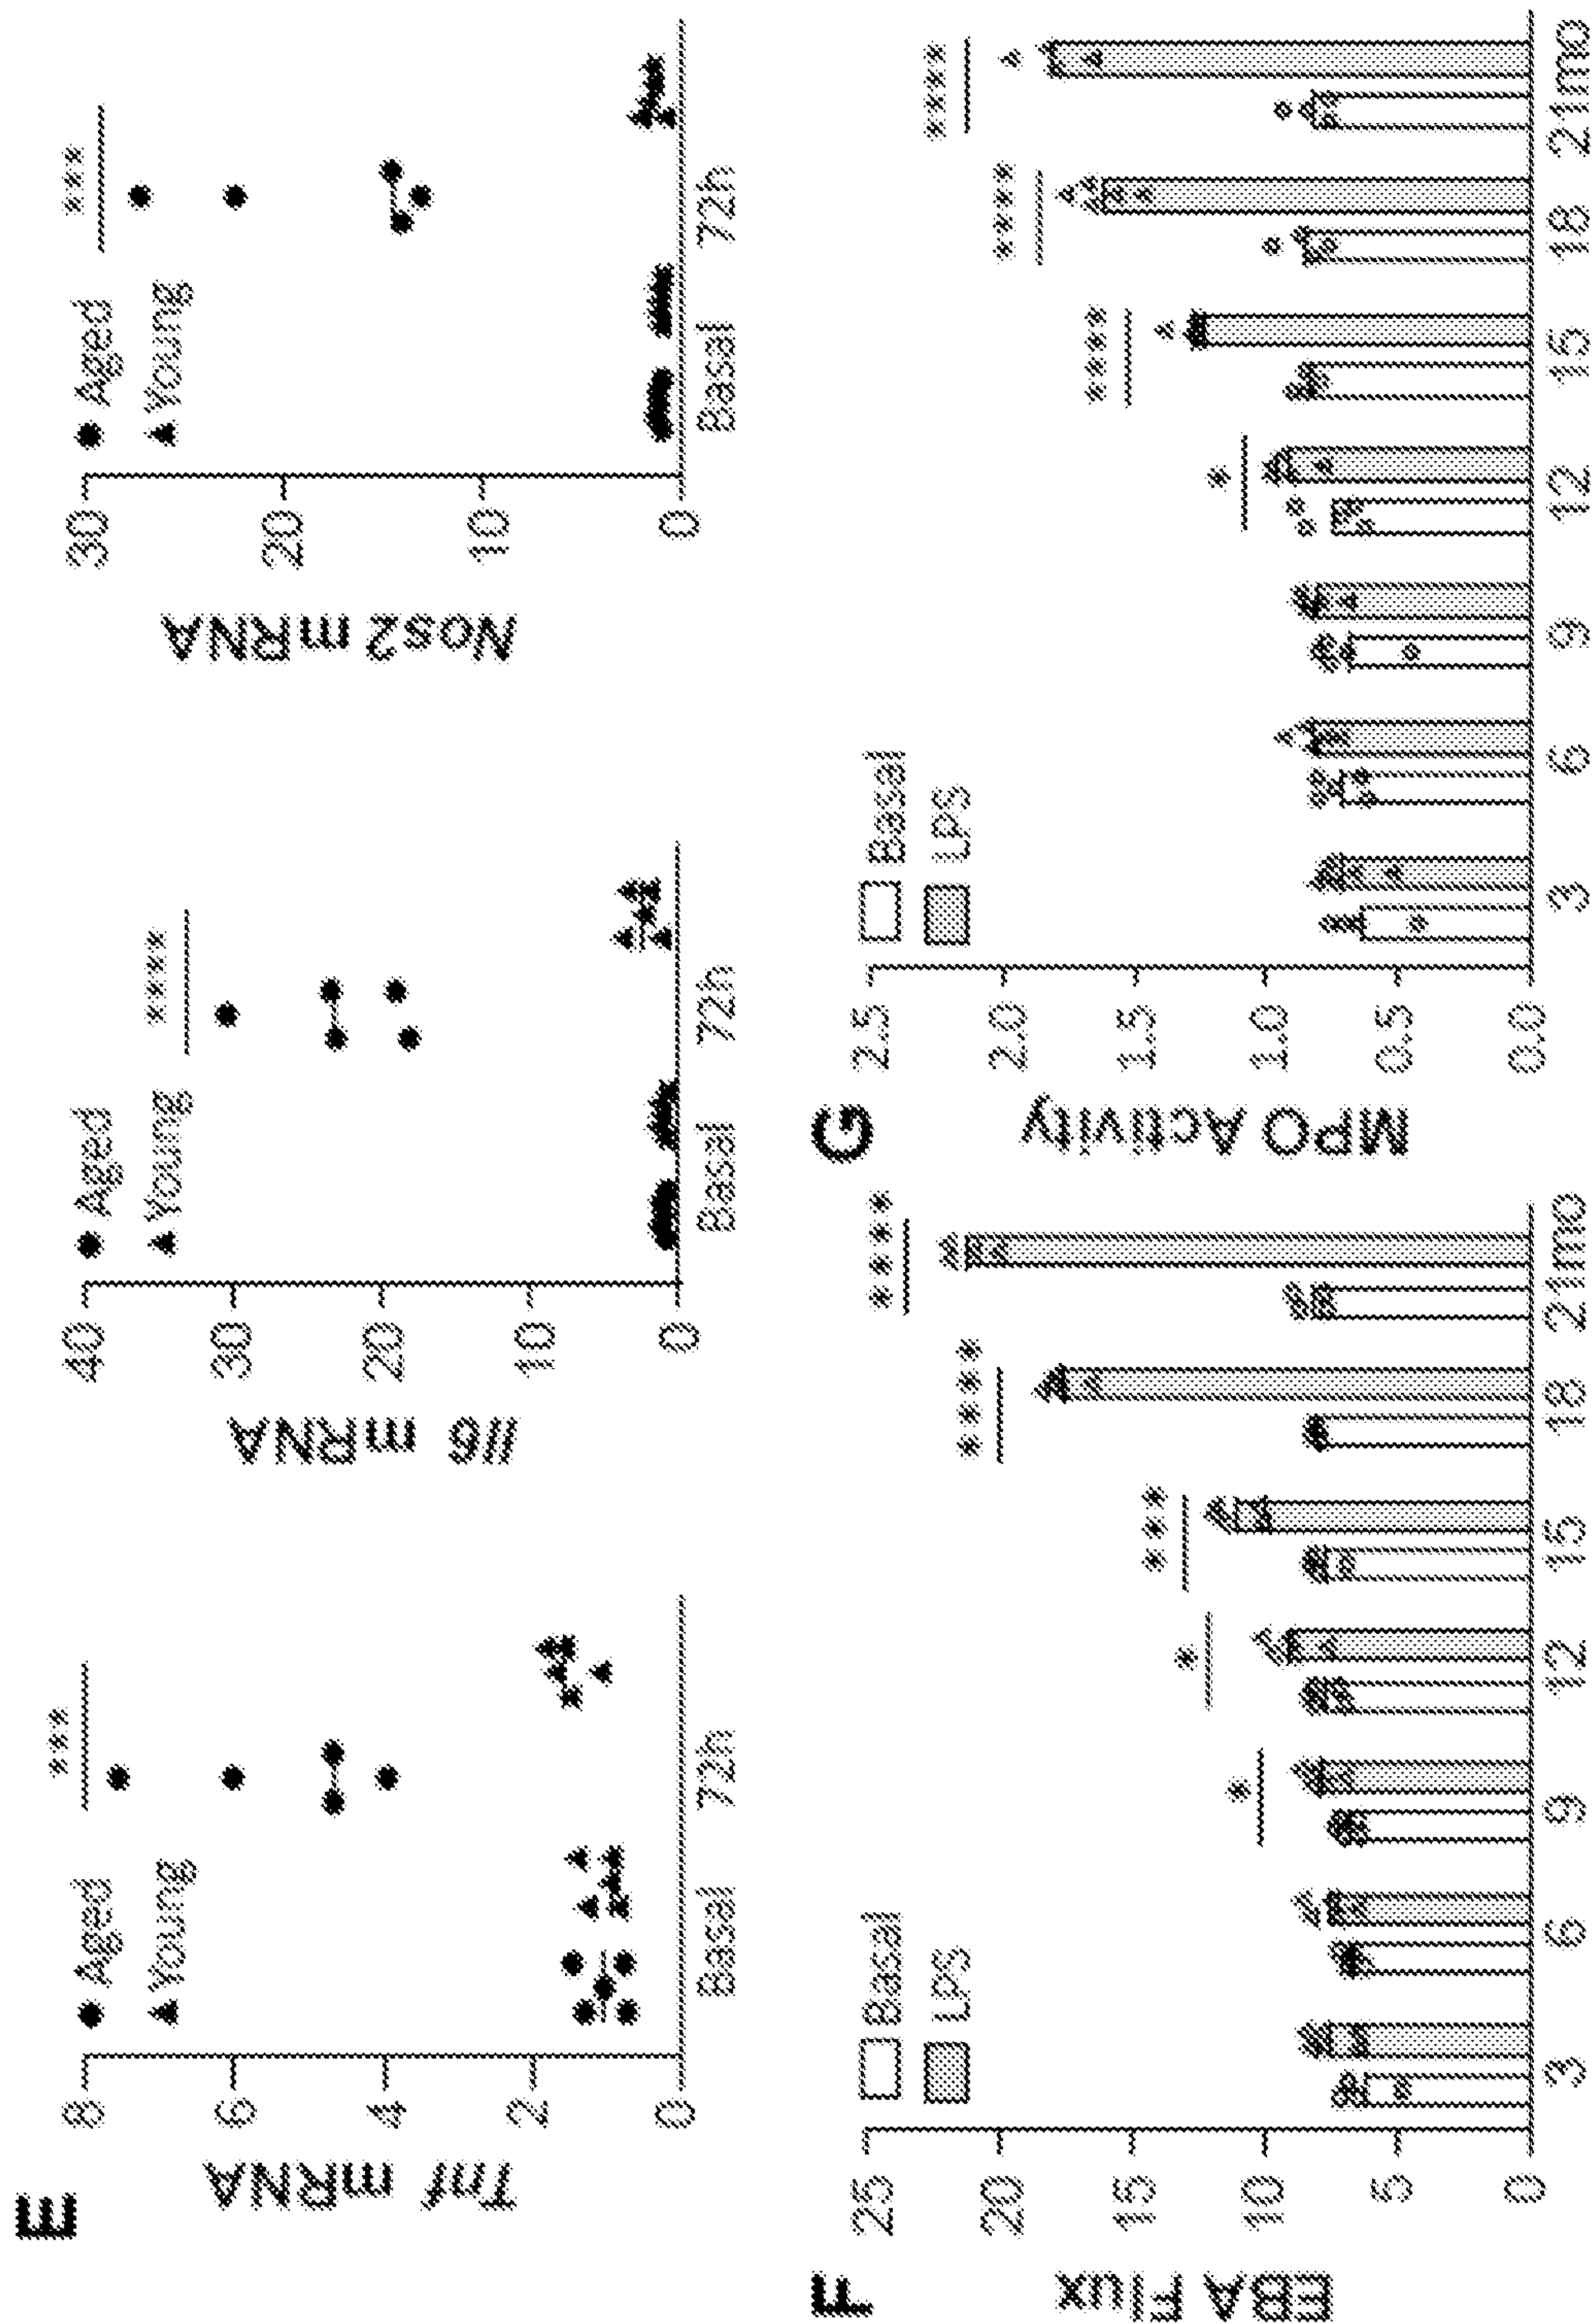 E
Tnf mRNA
8
6
4
2
0
● Aged
▲ Young
***
Basal
72h
Il6 mRNA
40
30
20
10
0
● Aged
▲ Young
****
Basal
72h
Nos2 mRNA
30
20
10
0
● Aged
▲ Young
***
Basal
72h
F
EBA Flux
25
20
15
10
5
0
Basal
LPS
*
*
***
****
****
3
6
9
12
15
18
21mo
G
MPO Activity
2.5
2.0
1.5
1.0
0.5
0.0
Basal
LPS
*
****
****
****
3
6
9
12
15
18
21mo